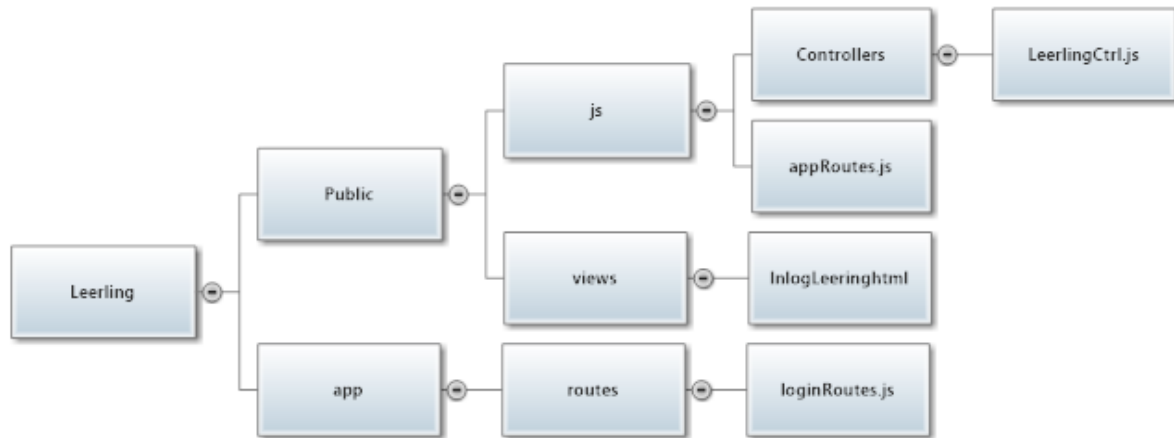 Controllers
LeerlingCtrl.js
js
appRoutes.js
Public
Leerling
views
InlogLeeringhtml
app
routes
loginRoutes.js